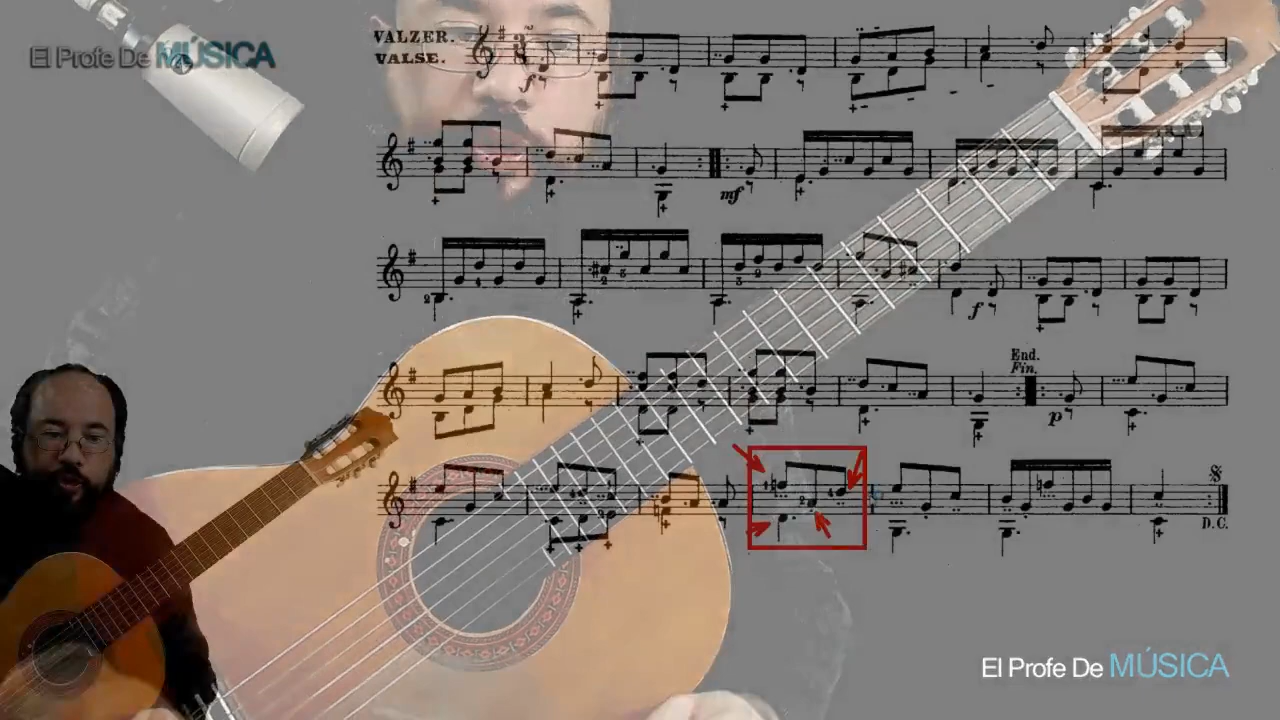 El Profe De MÚSICA
VALZER.
VALSE.
f
mf
f
End.
Fin.
p
D.C.
El Profe De MÚSICA